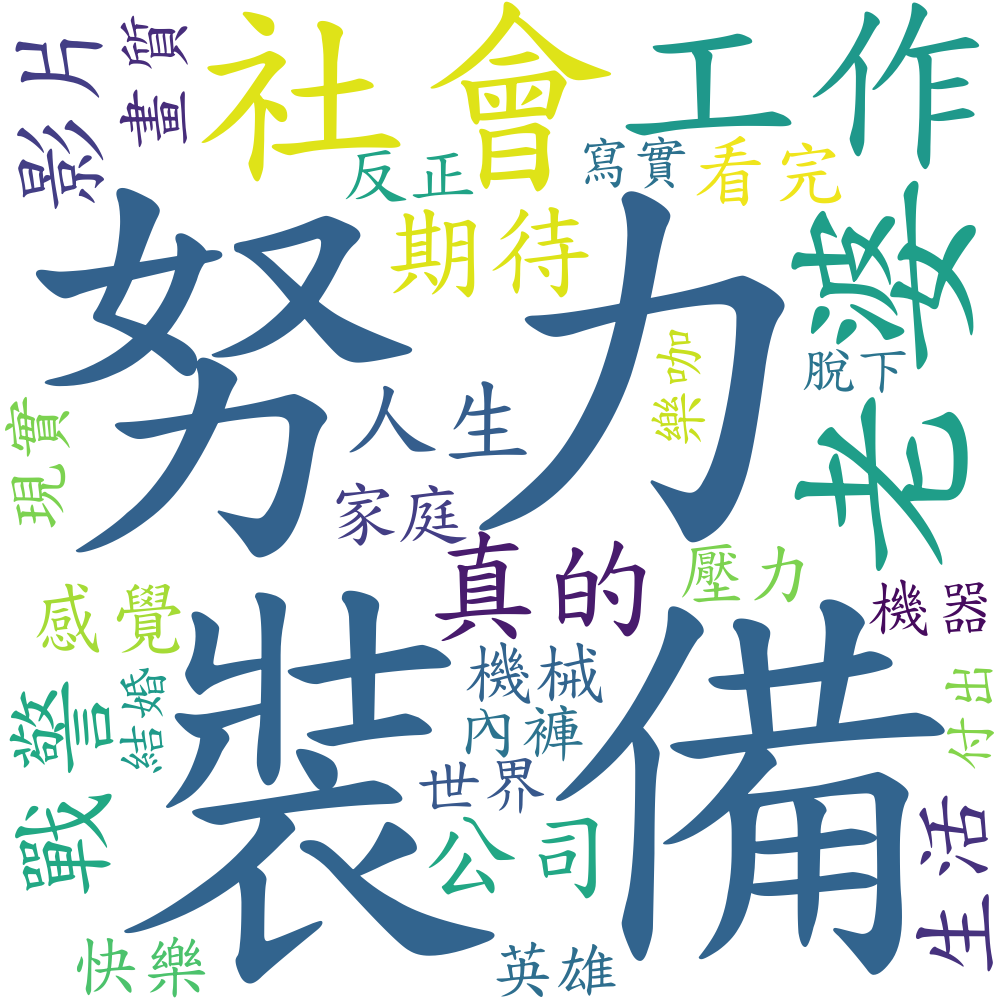 影片
畫質
社會
工作
反正
寫實
看完
期待
老婆
努力
樂咖
脫下
人生
現實
家庭
真的
壓力
機器
感覺
機械
戰警
結婚
裝備
內褲
付出
世界
公司
生活
快樂
英雄